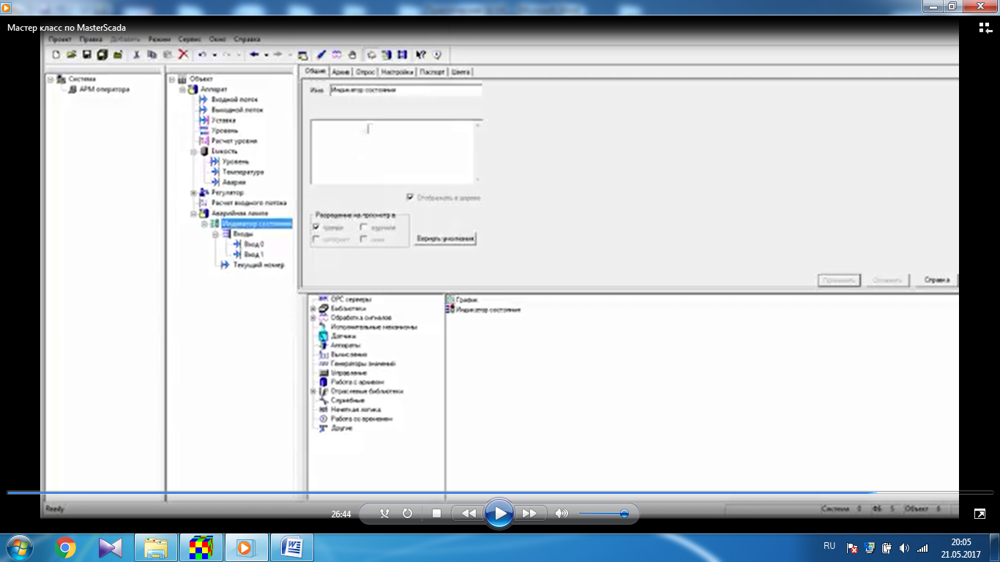 Мастер класс по MasterScada
Проект Правка Добавить Режим Сервис Окно Справка
Система
АРМ оператора
Объект
Аппарат
Входной поток
Выходной поток
Уставка
Уровень
Расчет уровня
Емкость
Уровень
Температура
Авария
Регулятор
Расчет входного потока
Аварийная лампа
Индикатор состояния
Входы
Вход 0
Вход 1
Текущий номер
Общие Архив Опрос Настройки Паспорт Цвета
Имя Индикатор состояния
Отображать в дереве
Разрешение на просмотр в
Вернуть умолчания
Применить Отменить Справка
OPC серверы
Библиотеки
Обработка сигналов
Исполнительные механизмы
Датчики
Аппараты
Вычисления
Генераторы значений
Управление
Работа с архивом
Отраслевые библиотеки
Служебные
Нечеткая логика
Работа со временем
Другие
График
Индикатор состояния
Ready
Система 0 ФБ 5 Объект 6
26:44
RU
20:05
21.05.2017